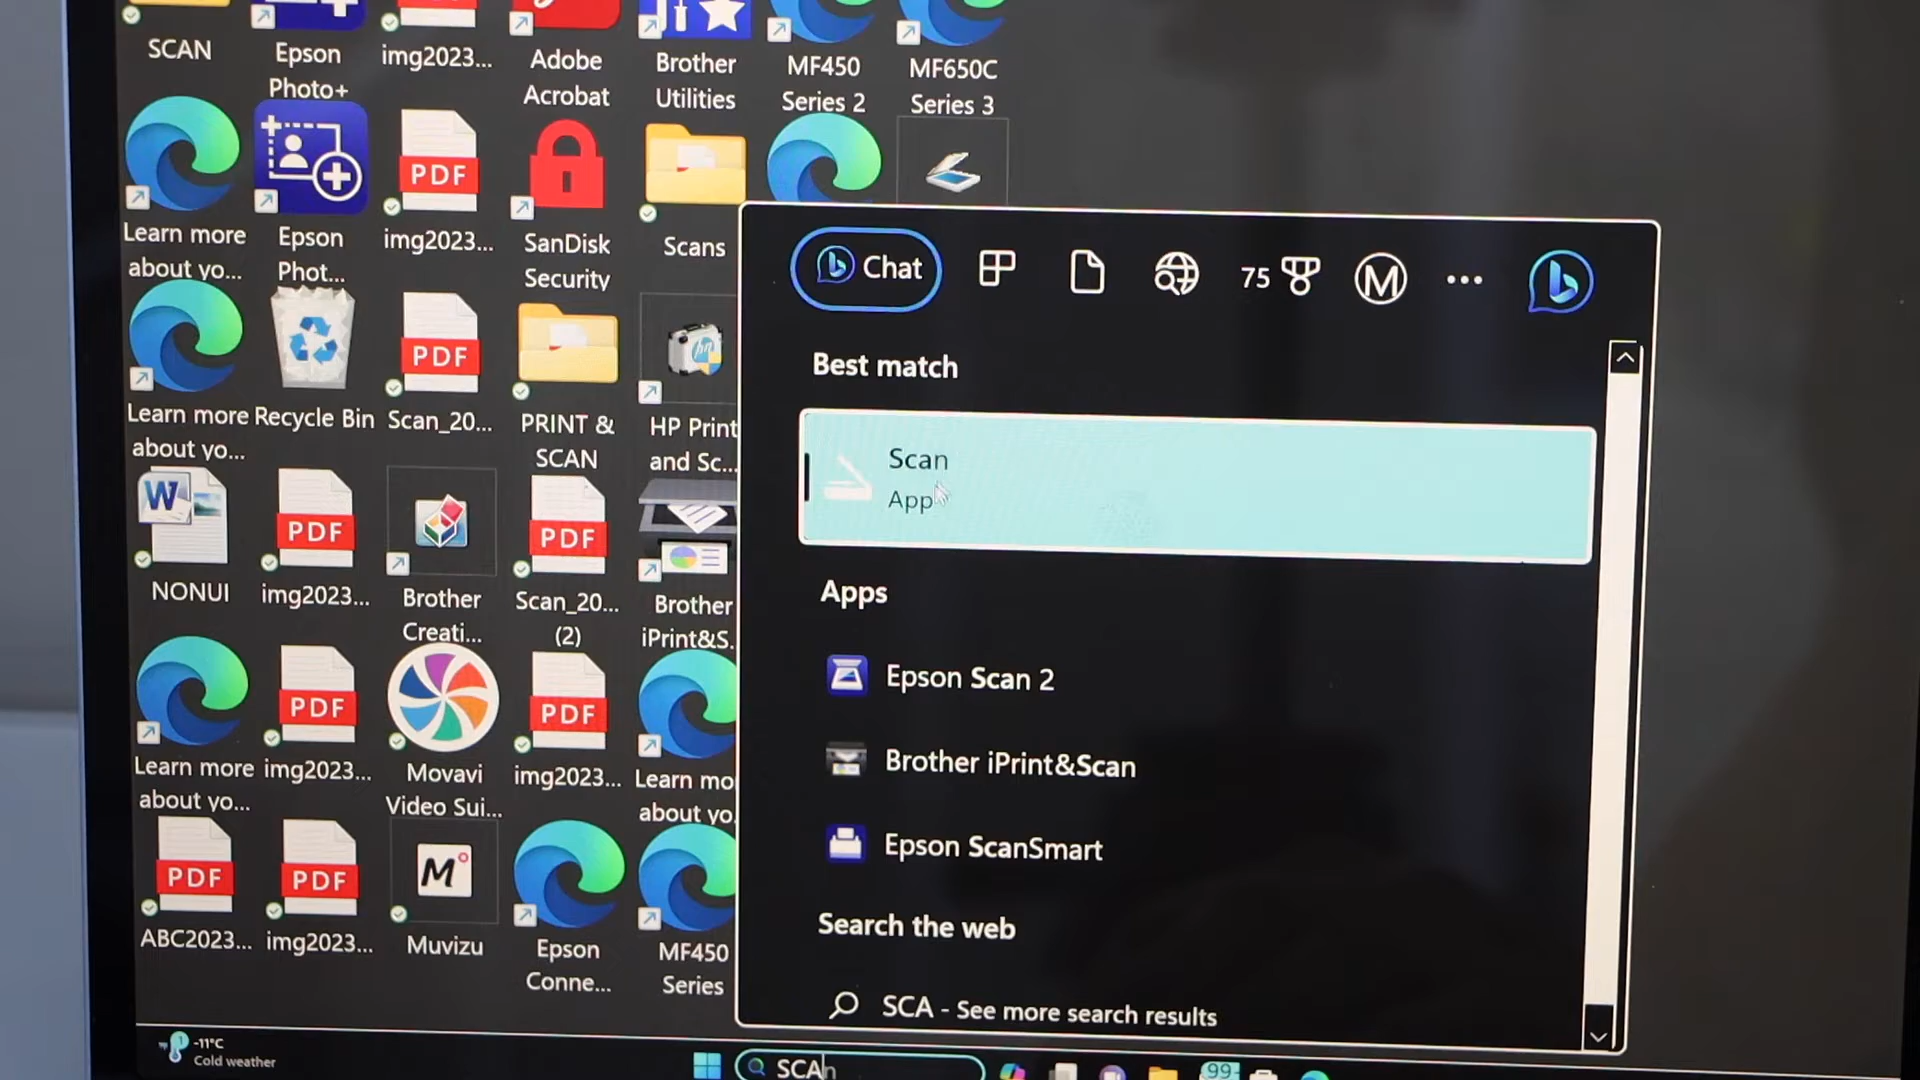 SCAN
Epson
Photo+
img2023...
Adobe
Acrobat
Brother
Utilities
MF450
Series 2
MF650C
Series 3
Learn more
about yo...
Epson
Phot...
PDF
img2023...
SanDisk
Security
Scans
Learn more
about yo...
Recycle Bin
PDF
Scan_20...
PRINT &
SCAN
hp
HP Print
and Sc...
W
NONUI
PDF
img2023...
Brother
Creati...
PDF
Scan_20...
(2)
Brother
iPrint&S...
Learn more
about yo...
PDF
img2023...
Movavi
Video Sui...
PDF
img2023...
Learn mo
about yo.
PDF
ABC2023...
PDF
img2023...
M
Muvizu
Epson
Conne...
MF450
Series
Chat
75
M
Best match
Scan
App
Apps
Epson Scan 2
Brother iPrint&Scan
Epson ScanSmart
Search the web
SCA - See more search results
1
-11°C
Cold weather
SCAn
99+